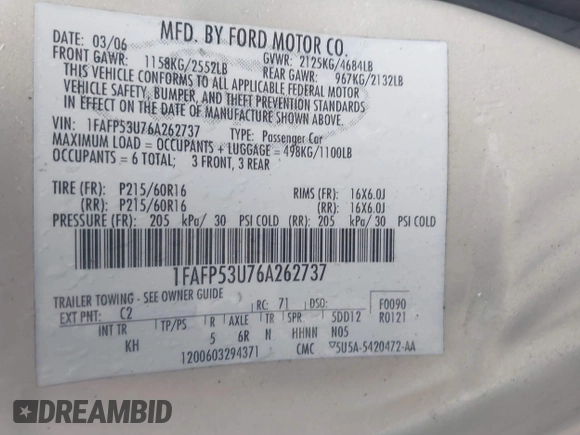 MFD. BY FORD MOTOR CO.
DATE: 03/06 GVWR: 2125KG/4684LB
FRONT GAWR: 1158KG/2552LB REAR GAWR: 967KG/2132LB
THIS VEHICLE CONFORMS TO ALL APPLICABLE FEDERAL MOTOR
VEHICLE SAFETY, BUMPER, AND THEFT PREVENTION STANDARDS
IN EFFECT ON THE DATE OF MANUFACTURE SHOWN ABOVE.
VIN: 1FAFP53U76A262737 TYPE: Passenger Car
MAXIMUM LOAD = OCCUPANTS + LUGGAGE = 498KG/1100LB
OCCUPANTS = 6 TOTAL; 3 FRONT, 3 REAR
TIRE (FR): P215/60R16 RIMS (FR): 16X6.0J
(RR): P215/60R16 (RR): 16X6.0J
PRESSURE (FR): 205 kPa/ 30 PSI COLD (RR): 205 kPa/ 30 PSI COLD
1FAFP53U76A262737
TRAILER TOWING - SEE OWNER GUIDE
EXT PNT: C2 RC: 71 DSO: F0090
INT TR TP/PS R AXLE TR SPR: 5DD12 R0121
KH 5 6R N HHNN N05
1200603294371 CMC ▽5U5A-5420472-AA
DREAMBID